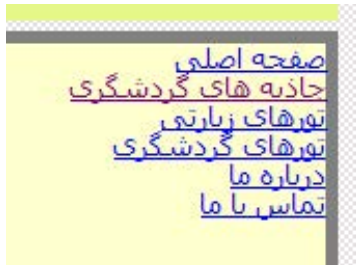 صفحه اصلی
جاذبه های گردشگری
تورهای زیارتی
تورهای گردشگری
درباره ما
تماس با ما